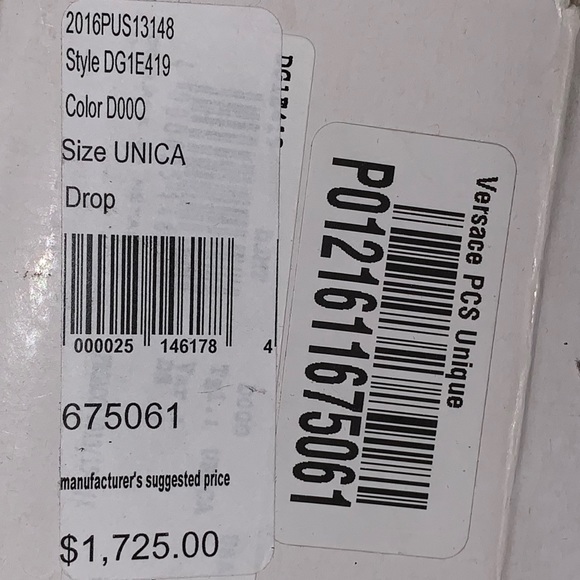 2016PUS13148
Style DG1E419
Color D00O
Size UNICA
Drop
000025 146178 4
675061
manufacturer's suggested price
$1,725.00
Versace PCS Unique
P0121611675061